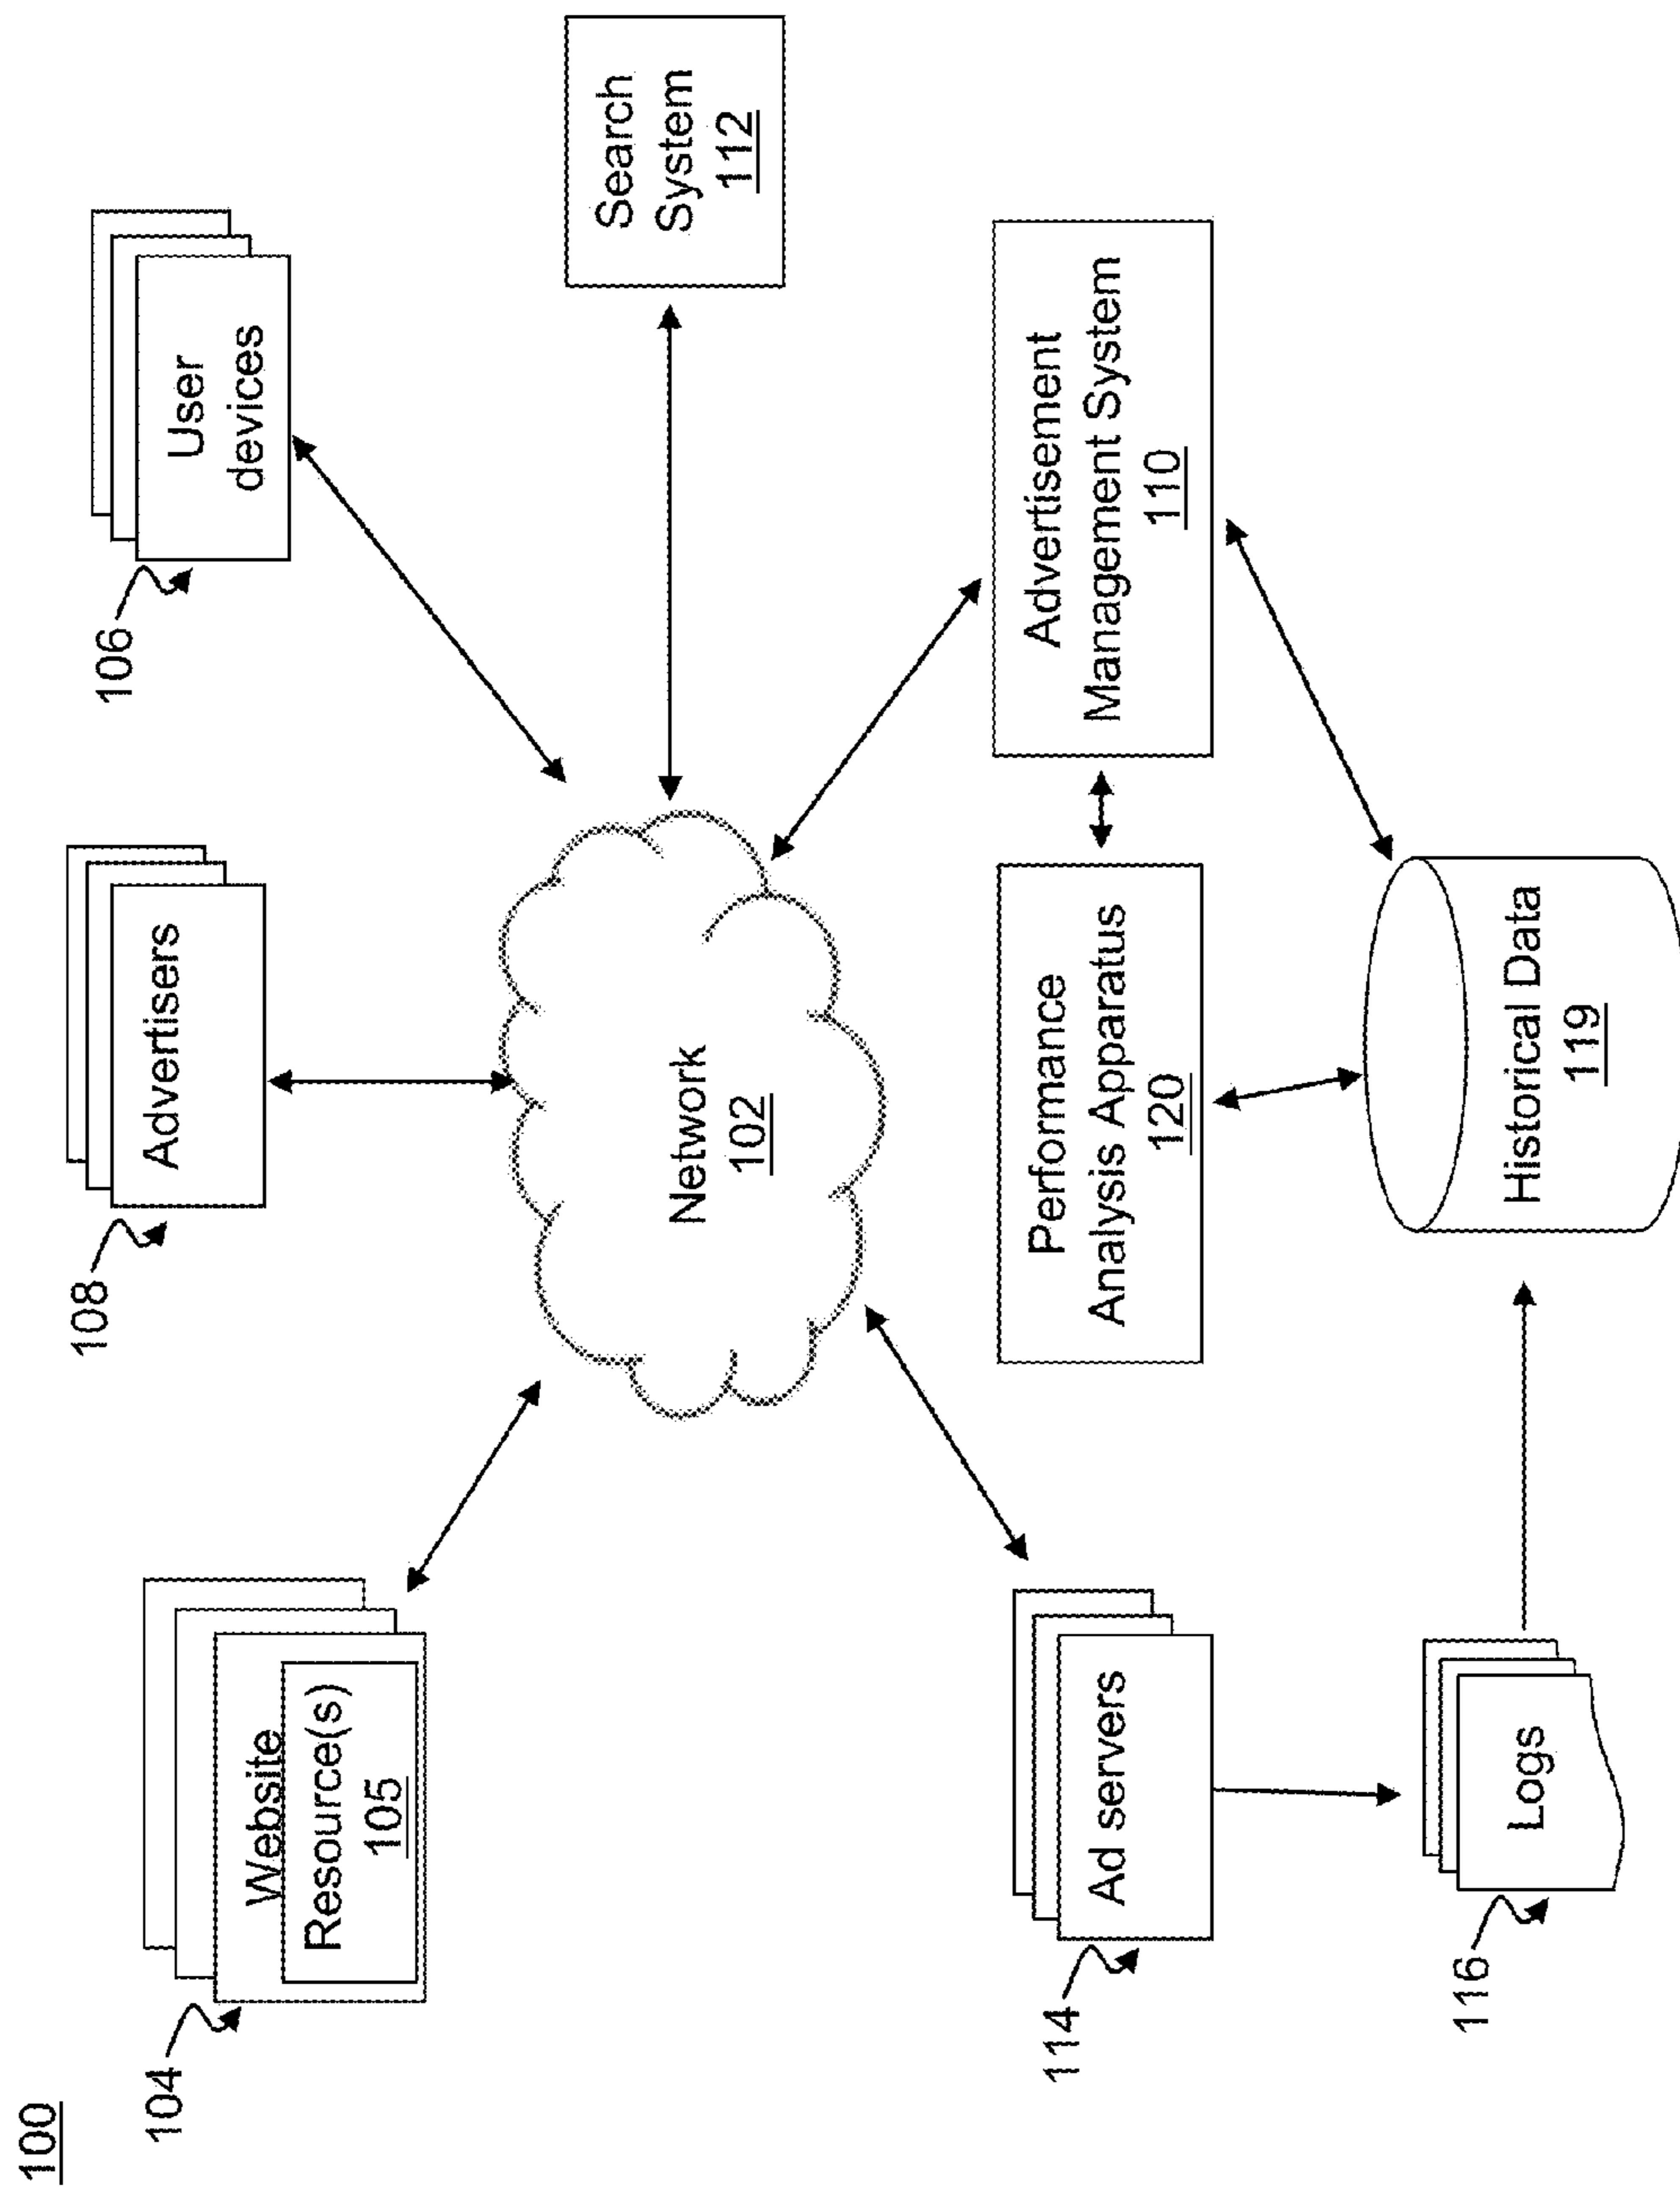 100
104
Website
Resource(s)
105
108
Advertisers
106
User
devices
Network
102
Search
System
112
114
Ad servers
Performance
Analysis Apparatus
120
Advertisement
Management System
110
116
Logs
Historical Data
119